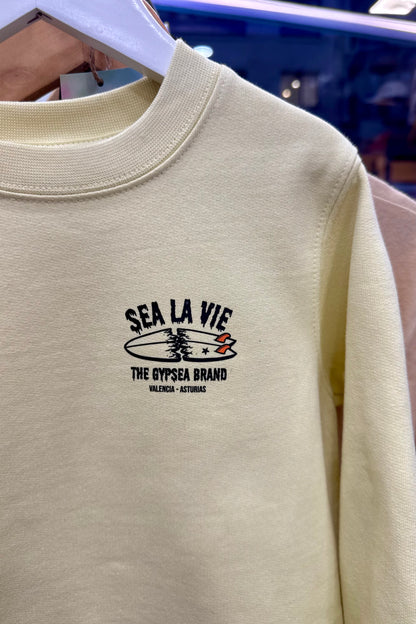 SEA LA VIE
THE GYPSEA BRAND
VALENCIA - ASTURIAS